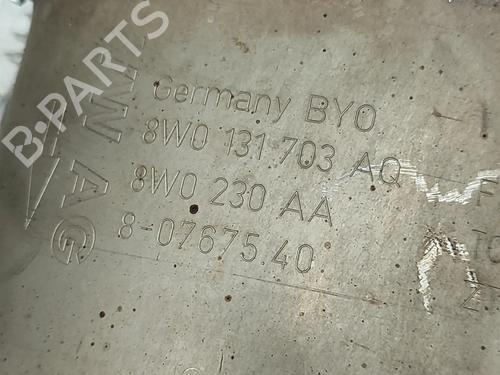 Germany BYO
8W0 131 703 AQ
8W0 230 AA
8-07675 40
B-PARTS